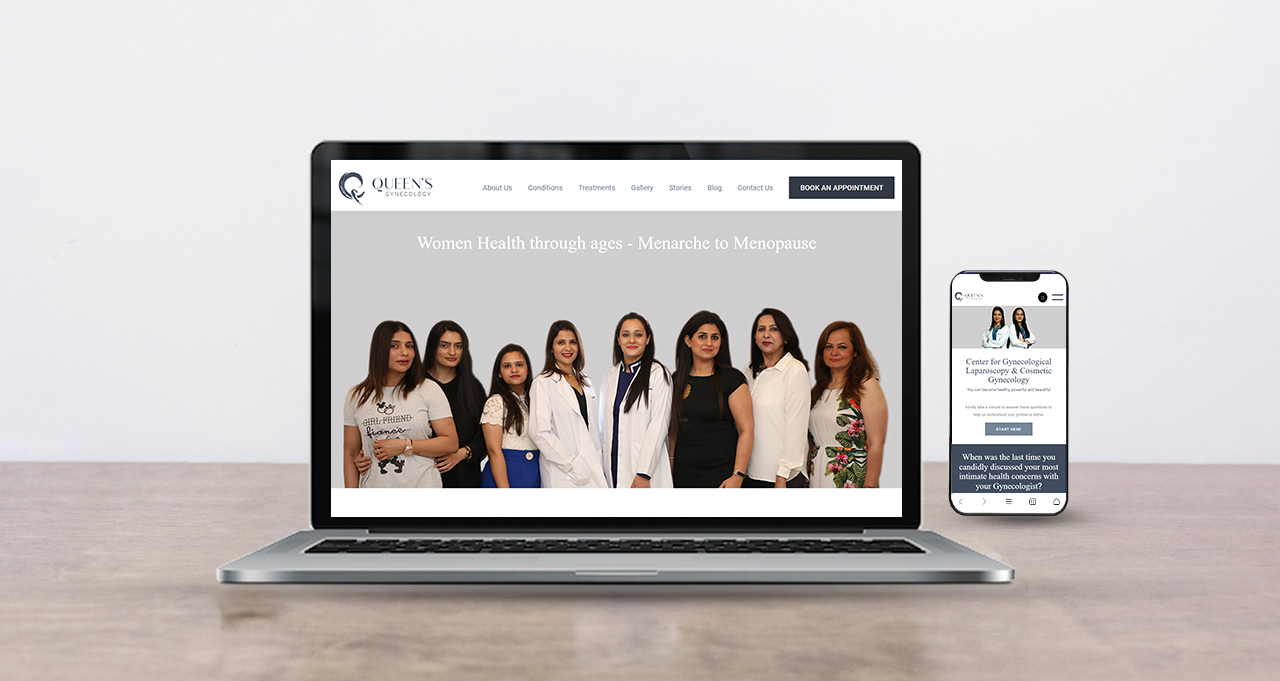 QUEEN'S
GYNECOLOGY
About Us Conditions Treatments Gallery Stories Blog Contact Us BOOK AN APPOINTMENT
Women Health through ages - Menarche to Menopause
GIRL FRIEND
fiance
QUEEN'S
Center for Gynecological
Laparoscopy & Cosmetic
Gynecology
You can become healthy, powerful and beautiful
Kindly take a minute to answer these questions to
help us understand your problems better
START HERE
When was the last time you
candidly discussed your most
intimate health concerns with
your Gynecologist?